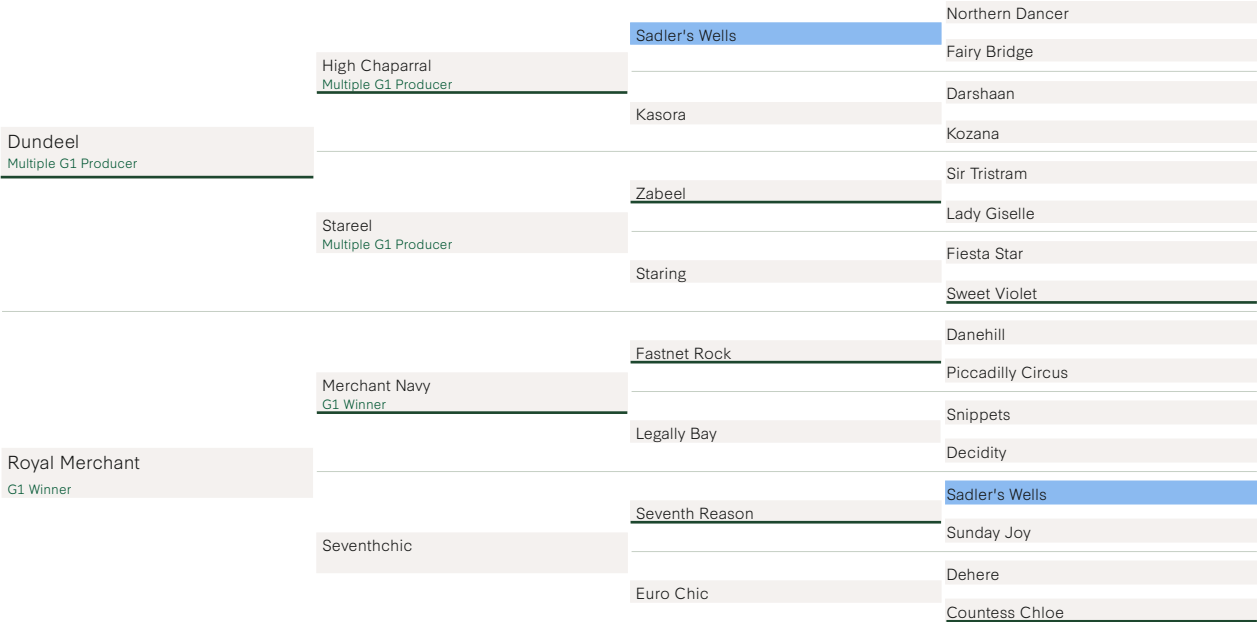 Dundeel
Multiple G1 Producer
Royal Merchant
G1 Winner
High Chaparral
Multiple G1 Producer
Stareel
Multiple G1 Producer
Merchant Navy
G1 Winner
Seventhchic
Sadler's Wells
Kasora
Zabeel
Staring
Fastnet Rock
Legally Bay
Seventh Reason
Euro Chic
Northern Dancer
Fairy Bridge
Darshaan
Kozana
Sir Tristram
Lady Giselle
Fiesta Star
Sweet Violet
Danehill
Piccadilly Circus
Snippets
Decidity
Sadler's Wells
Sunday Joy
Dehere
Countess Chloe